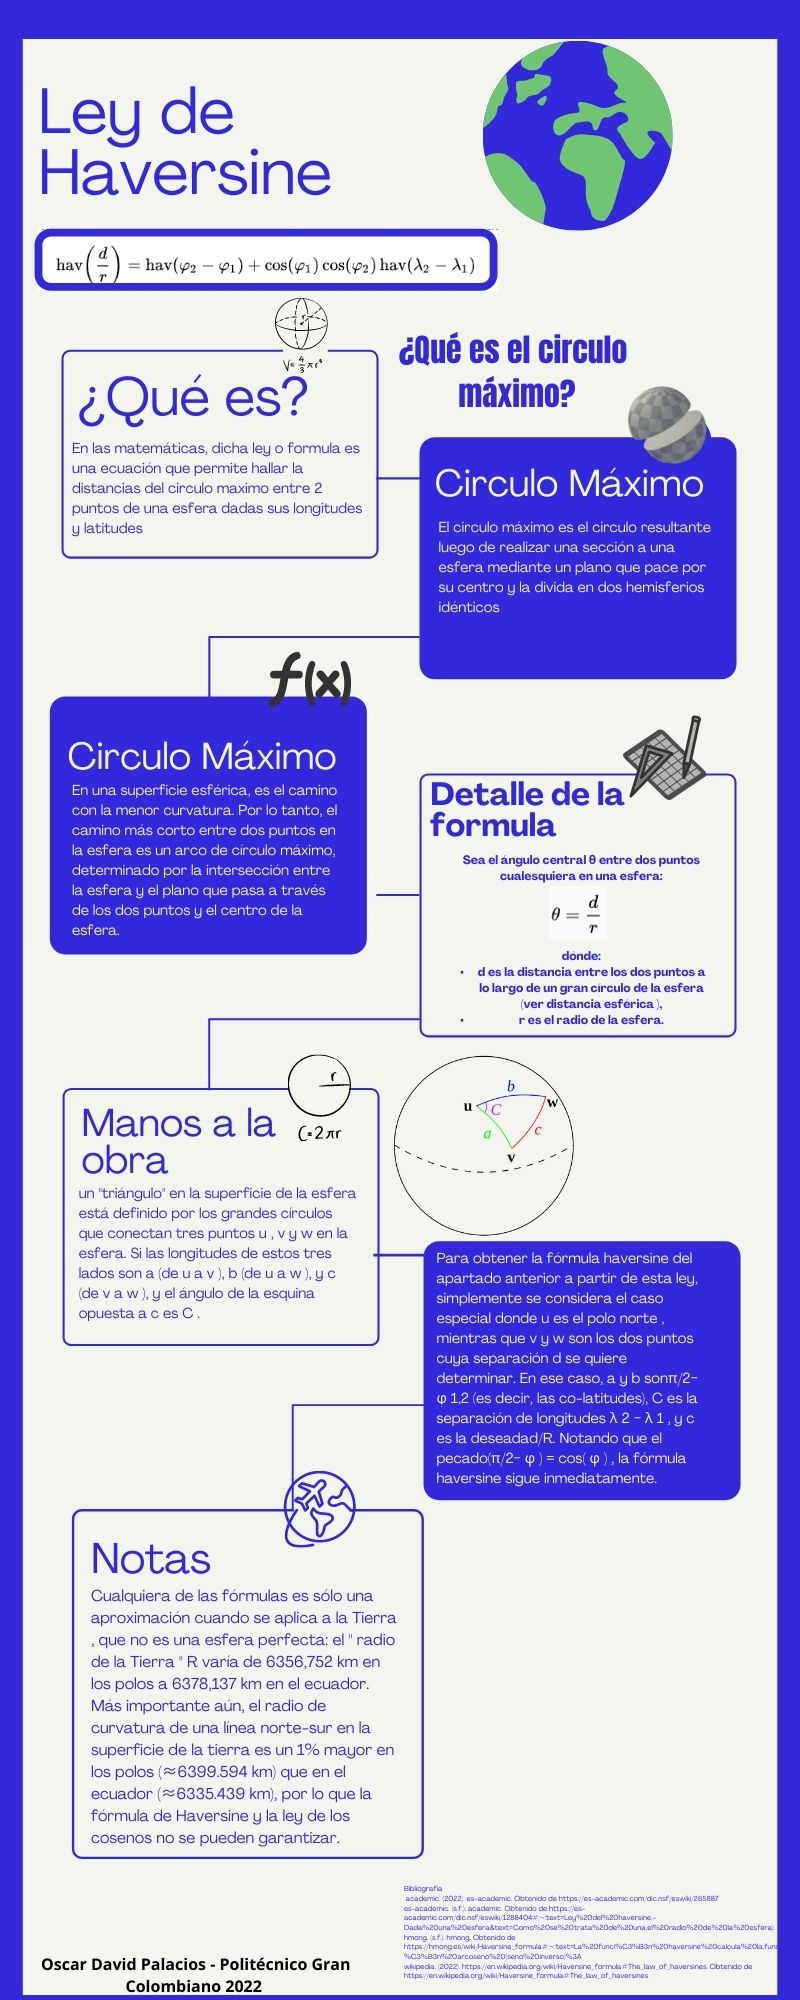 Ley de
Haversine
hav(d/r) = hav(φ₂ − φ₁) + cos(φ₁) cos(φ₂) hav(λ₂ − λ₁)
V= 4/3 π r³
¿Qué es?
En las matemáticas, dicha ley o formula es
una ecuación que permite hallar la
distancias del circulo maximo entre 2
puntos de una esfera dadas sus longitudes
y latitudes
¿Qué es el circulo
máximo?
Circulo Máximo
El circulo máximo es el circulo resultante
luego de realizar una sección a una
esfera mediante un plano que pace por
su centro y la divida en dos hemisferios
idénticos
f(x)
Circulo Máximo
En una superficie esférica, es el camino
con la menor curvatura. Por lo tanto, el
camino más corto entre dos puntos en
la esfera es un arco de círculo máximo,
determinado por la intersección entre
la esfera y el plano que pasa a través
de los dos puntos y el centro de la
esfera.
Detalle de la
formula
Sea el ángulo central θ entre dos puntos
cualesquiera en una esfera:
θ = d/r
dónde:
• d es la distancia entre los dos puntos a
lo largo de un gran círculo de la esfera
(ver distancia esférica ),
• r es el radio de la esfera.
r
C=2πr
Manos a la
obra
un "triángulo" en la superficie de la esfera
está definido por los grandes círculos
que conectan tres puntos u , v y w en la
esfera. Si las longitudes de estos tres
lados son a (de u a v ), b (de u a w ), y c
(de v a w ), y el ángulo de la esquina
opuesta a c es C .
b
u
C
w
a
c
v
Para obtener la fórmula haversine del
apartado anterior a partir de esta ley,
simplemente se considera el caso
especial donde u es el polo norte ,
mientras que v y w son los dos puntos
cuya separación d se quiere
determinar. En ese caso, a y b sonπ/2−
φ 1,2 (es decir, las co-latitudes), C es la
separación de longitudes λ 2 − λ 1 , y c
es la deseadad/R. Notando que el
pecado(π/2− φ ) = cos( φ ) , la fórmula
haversine sigue inmediatamente.
Notas
Cualquiera de las fórmulas es sólo una
aproximación cuando se aplica a la Tierra
, que no es una esfera perfecta: el " radio
de la Tierra " R varía de 6356,752 km en
los polos a 6378,137 km en el ecuador.
Más importante aún, el radio de
curvatura de una línea norte-sur en la
superficie de la tierra es un 1% mayor en
los polos (≈6399.594 km) que en el
ecuador (≈6335.439 km), por lo que la
fórmula de Haversine y la ley de los
cosenos no se pueden garantizar.
Bibliografía
academic. (2022). es-academic. Obtenido de https://es-academic.com/dic.nsf/eswiki/265887
es-academic. (s.f.). academic. Obtenido de https://es-
academic.com/dic.nsf/eswiki/1288404#:~:text=Ley%20del%20haversine,-
Dada%20una%20esfera&text=Como%20se%20trata%20de%20una,el%20radio%20de%20la%20esfera).
hmong. (s.f.). hmong. Obtenido de
https://hmong.es/wiki/Haversine_formula#:~:text=La%20funci%C3%B3n%20haversine%20calcula%20la,func
%C3%B3n%20arcoseno%20(seno%20inverso)%3A
wikipedia. (2022). https://en.wikipedia.org/wiki/Haversine_formula#The_law_of_haversines. Obtenido de
https://en.wikipedia.org/wiki/Haversine_formula#The_law_of_haversines
Oscar David Palacios - Politécnico Gran
Colombiano 2022